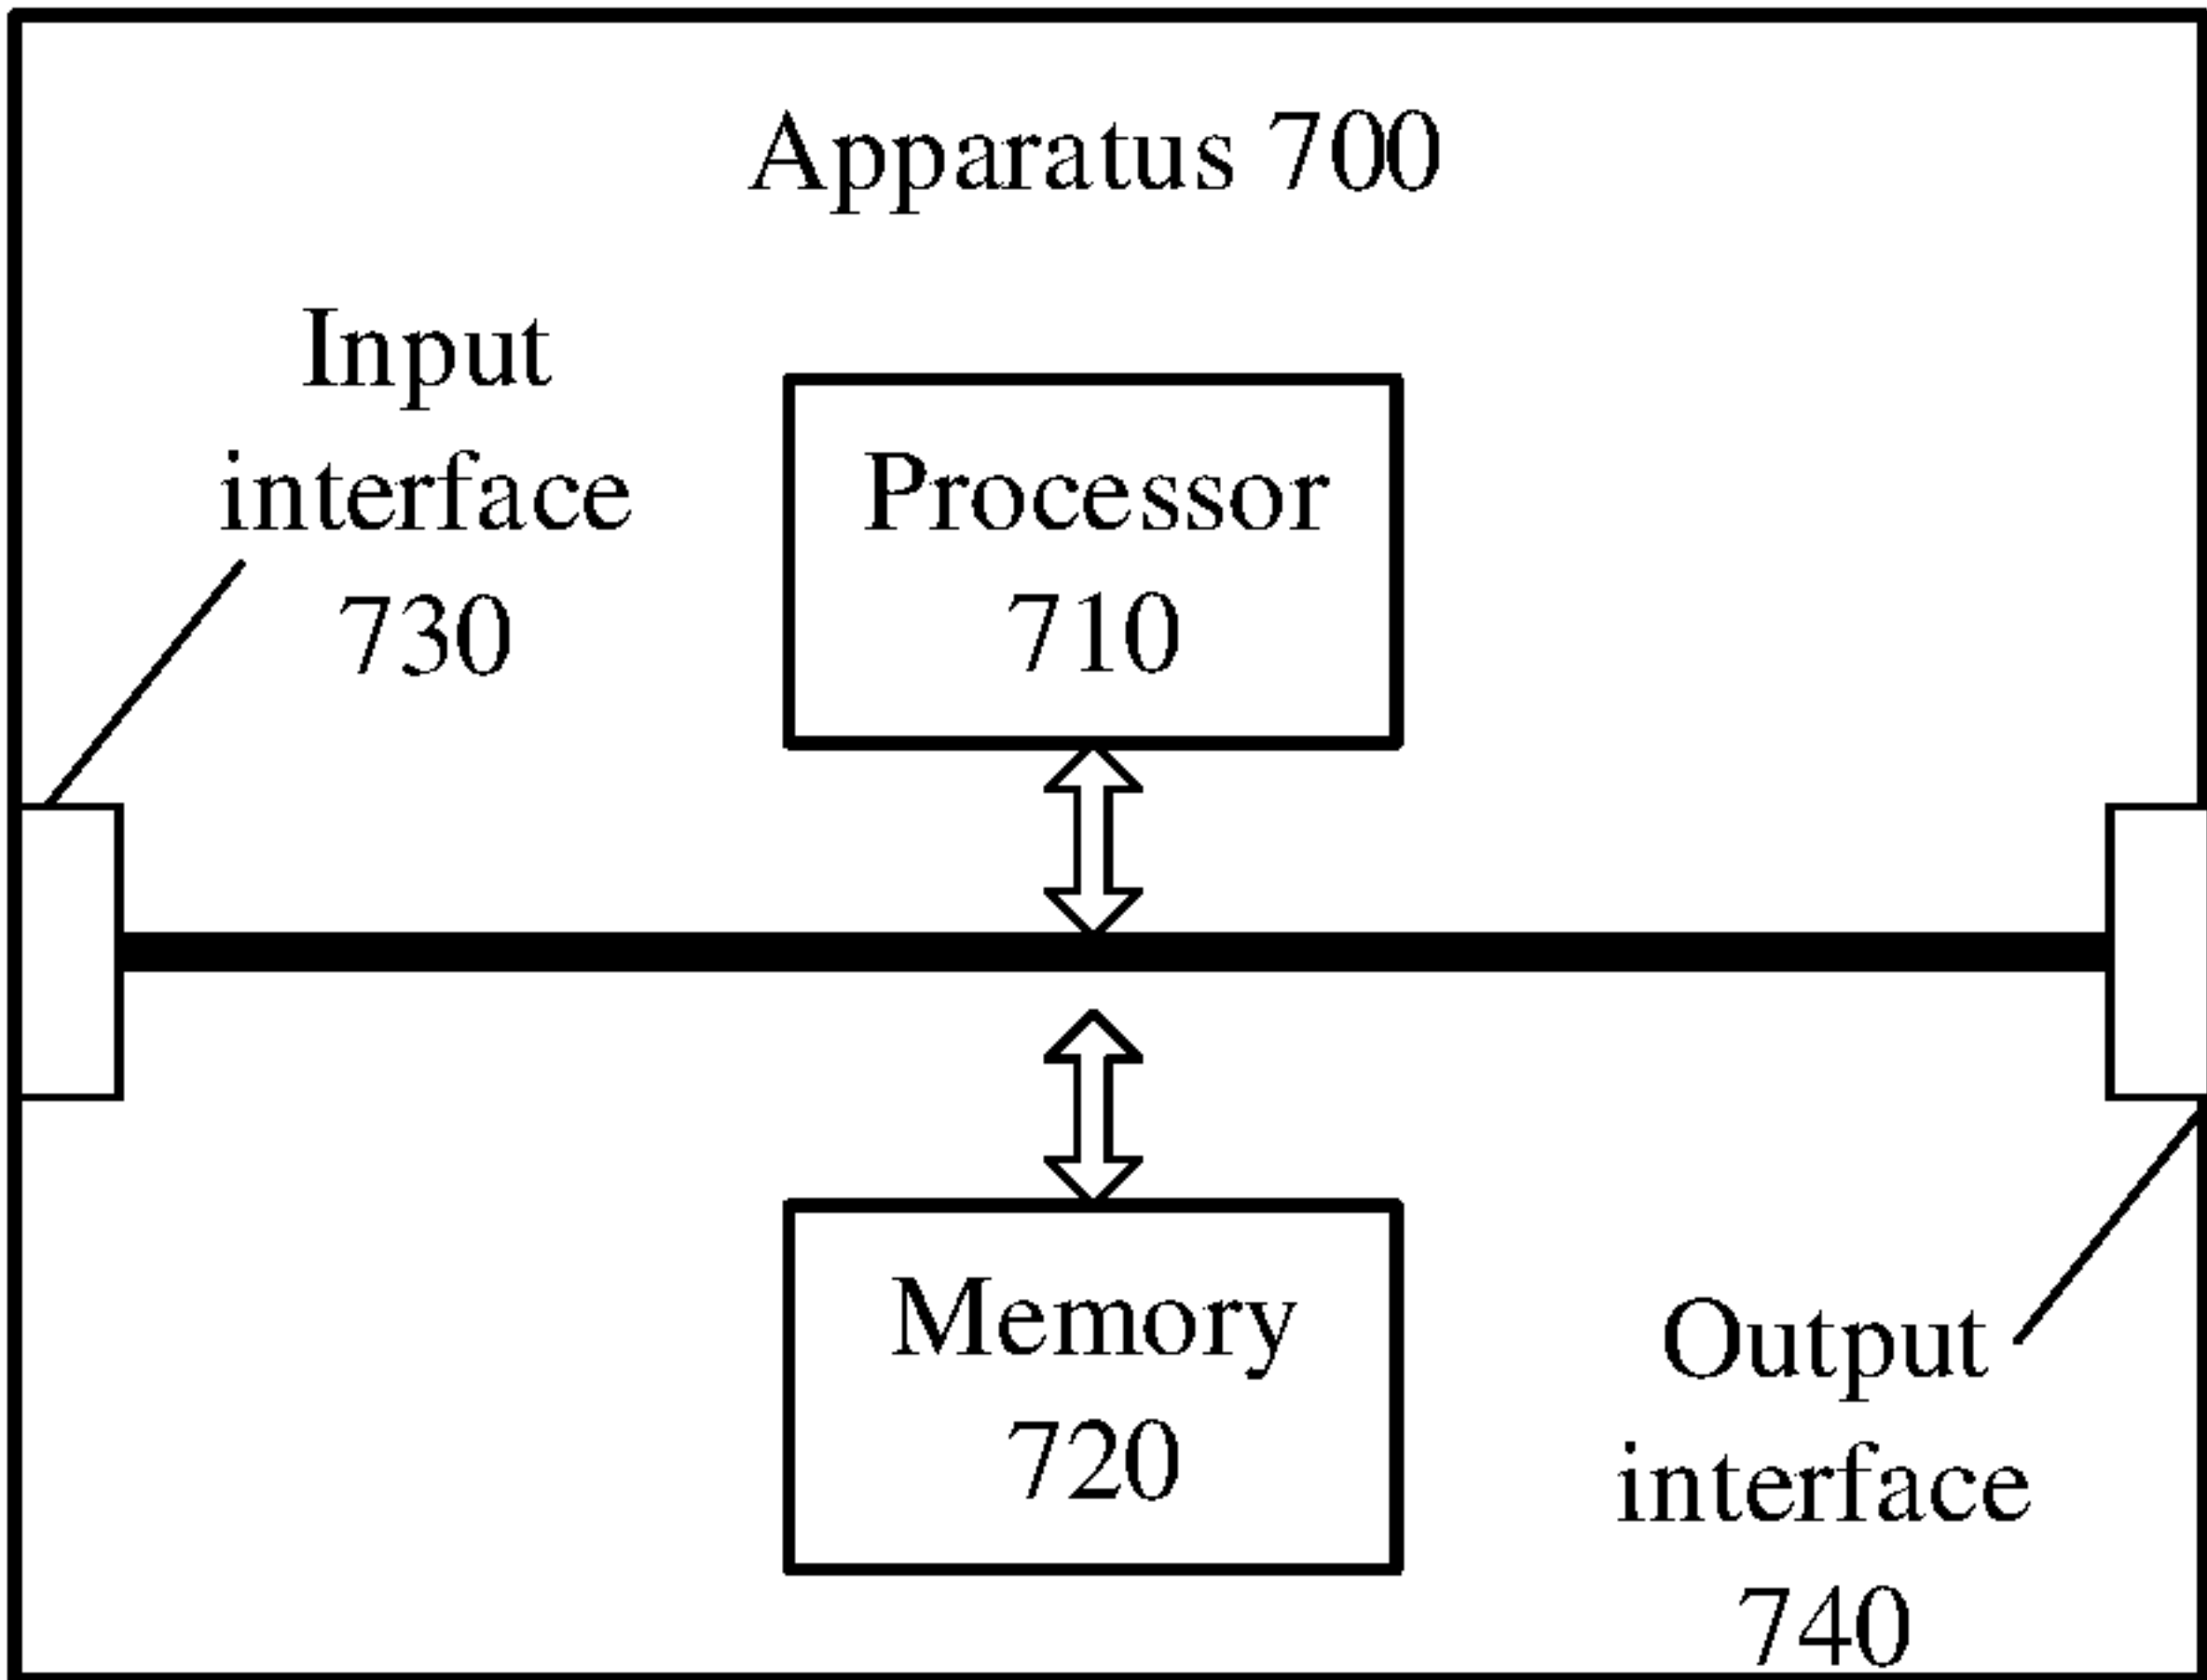 Apparatus 700
Input
interface
730
Processor
710
Memory
720
Output
interface
740